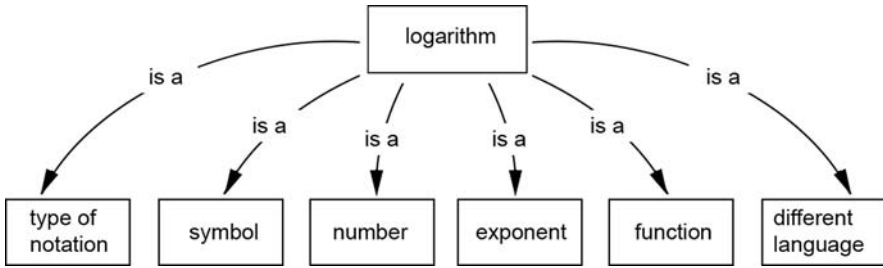 logarithm
is a
is a
is a
is a
is a
is a
type of
notation
symbol
number
exponent
function
different
language